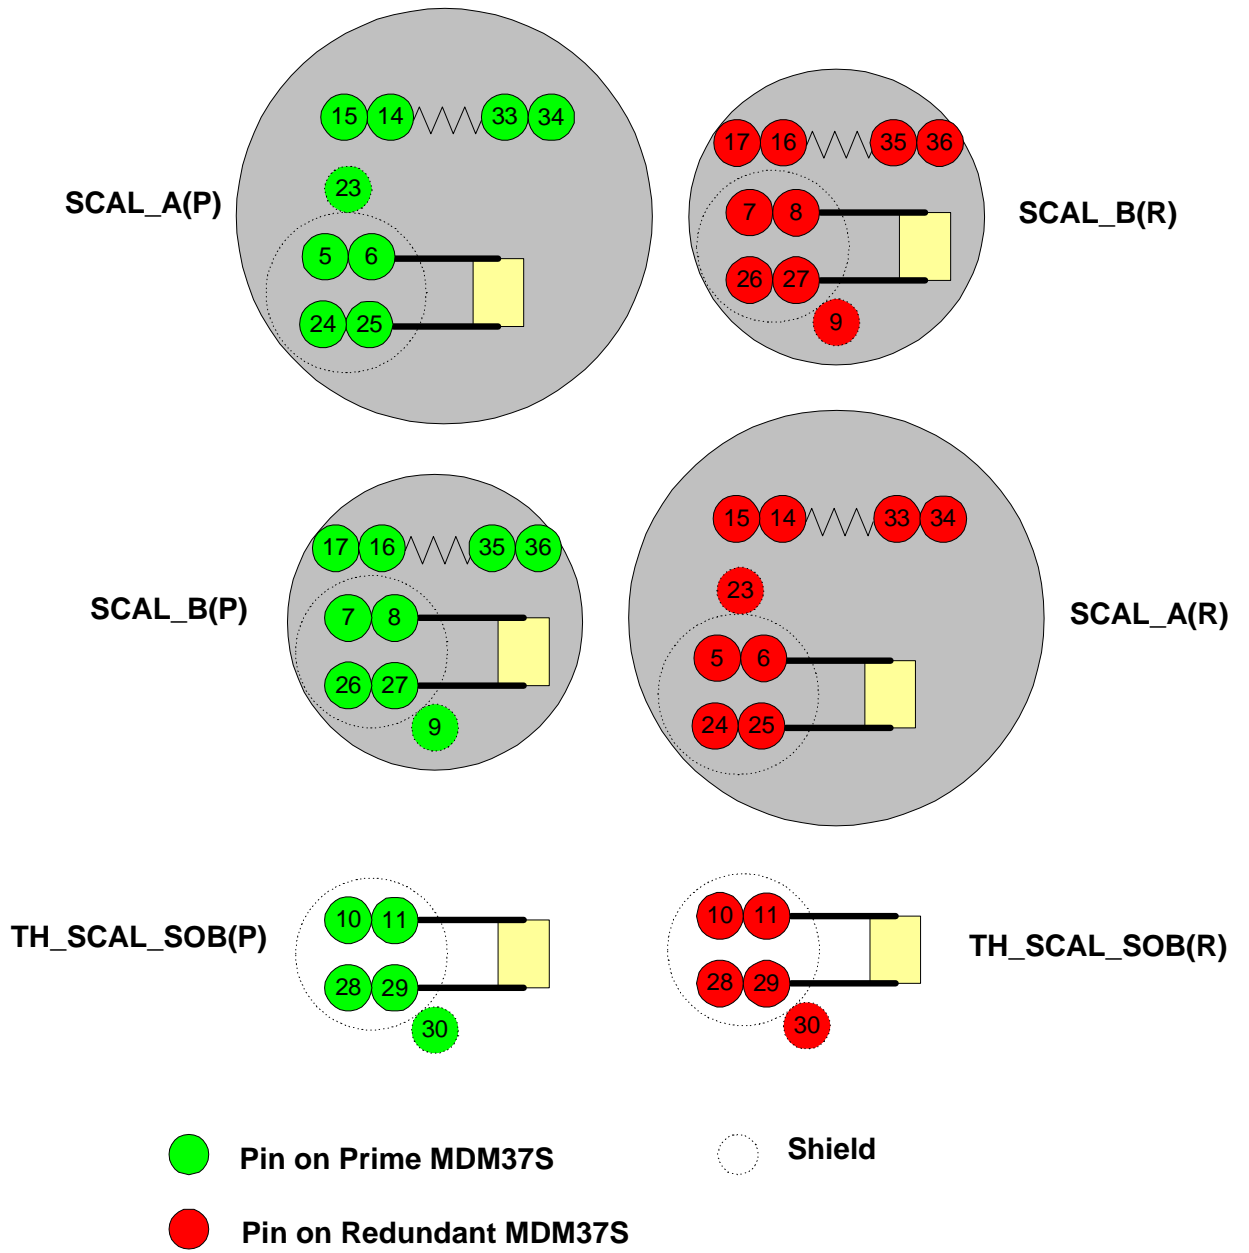 15 14 33 34
17 16 35 36
23
SCAL_A(P)
7 8
SCAL_B(R)
5 6
26 27
24 25
9
15 14 33 34
17 16 35 36
23
SCAL_B(P)
7 8
SCAL_A(R)
5 6
26 27
24 25
9
10 11
10 11
TH_SCAL_SOB(P)
TH_SCAL_SOB(R)
28 29
28 29
30
30
Pin on Prime MDM37S
Shield
Pin on Redundant MDM37S